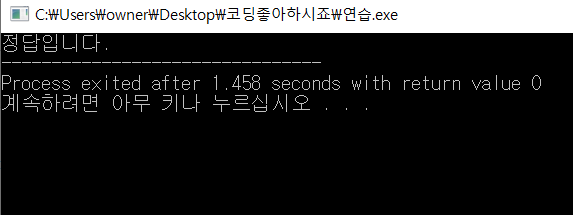 C:₩Users₩owner₩Desktop₩코딩좋아하시죠₩연습.exe
정답입니다.
--------------------------------
Process exited after 1.458 seconds with return value 0
계속하려면 아무 키나 누르십시오 . . .